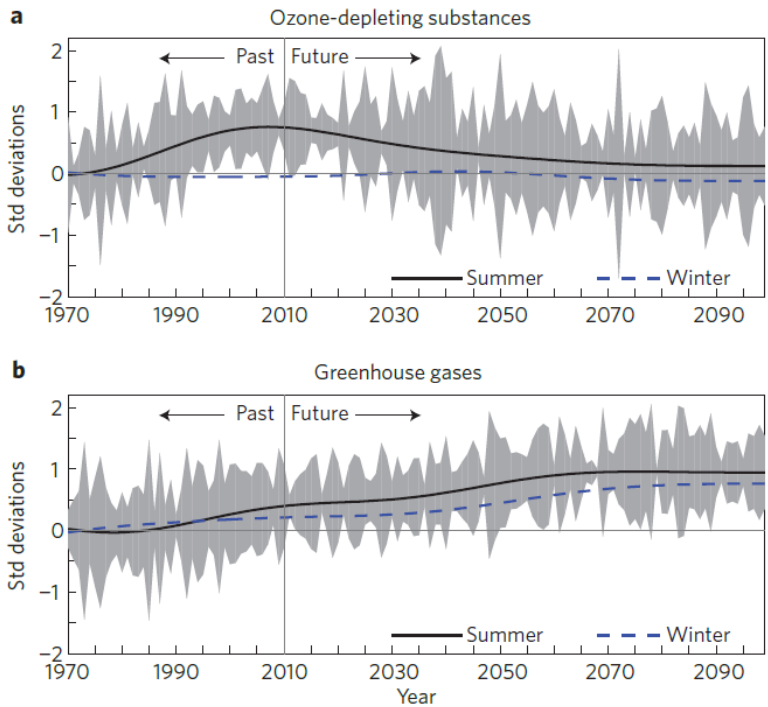 a Ozone-depleting substances
Past Future
2
1
0
−1
−2
Std deviations
Summer Winter
1970 1990 2010 2030 2050 2070 2090
b Greenhouse gases
Past Future
2
1
0
−1
−2
Std deviations
Summer Winter
1970 1990 2010 2030 2050 2070 2090
Year